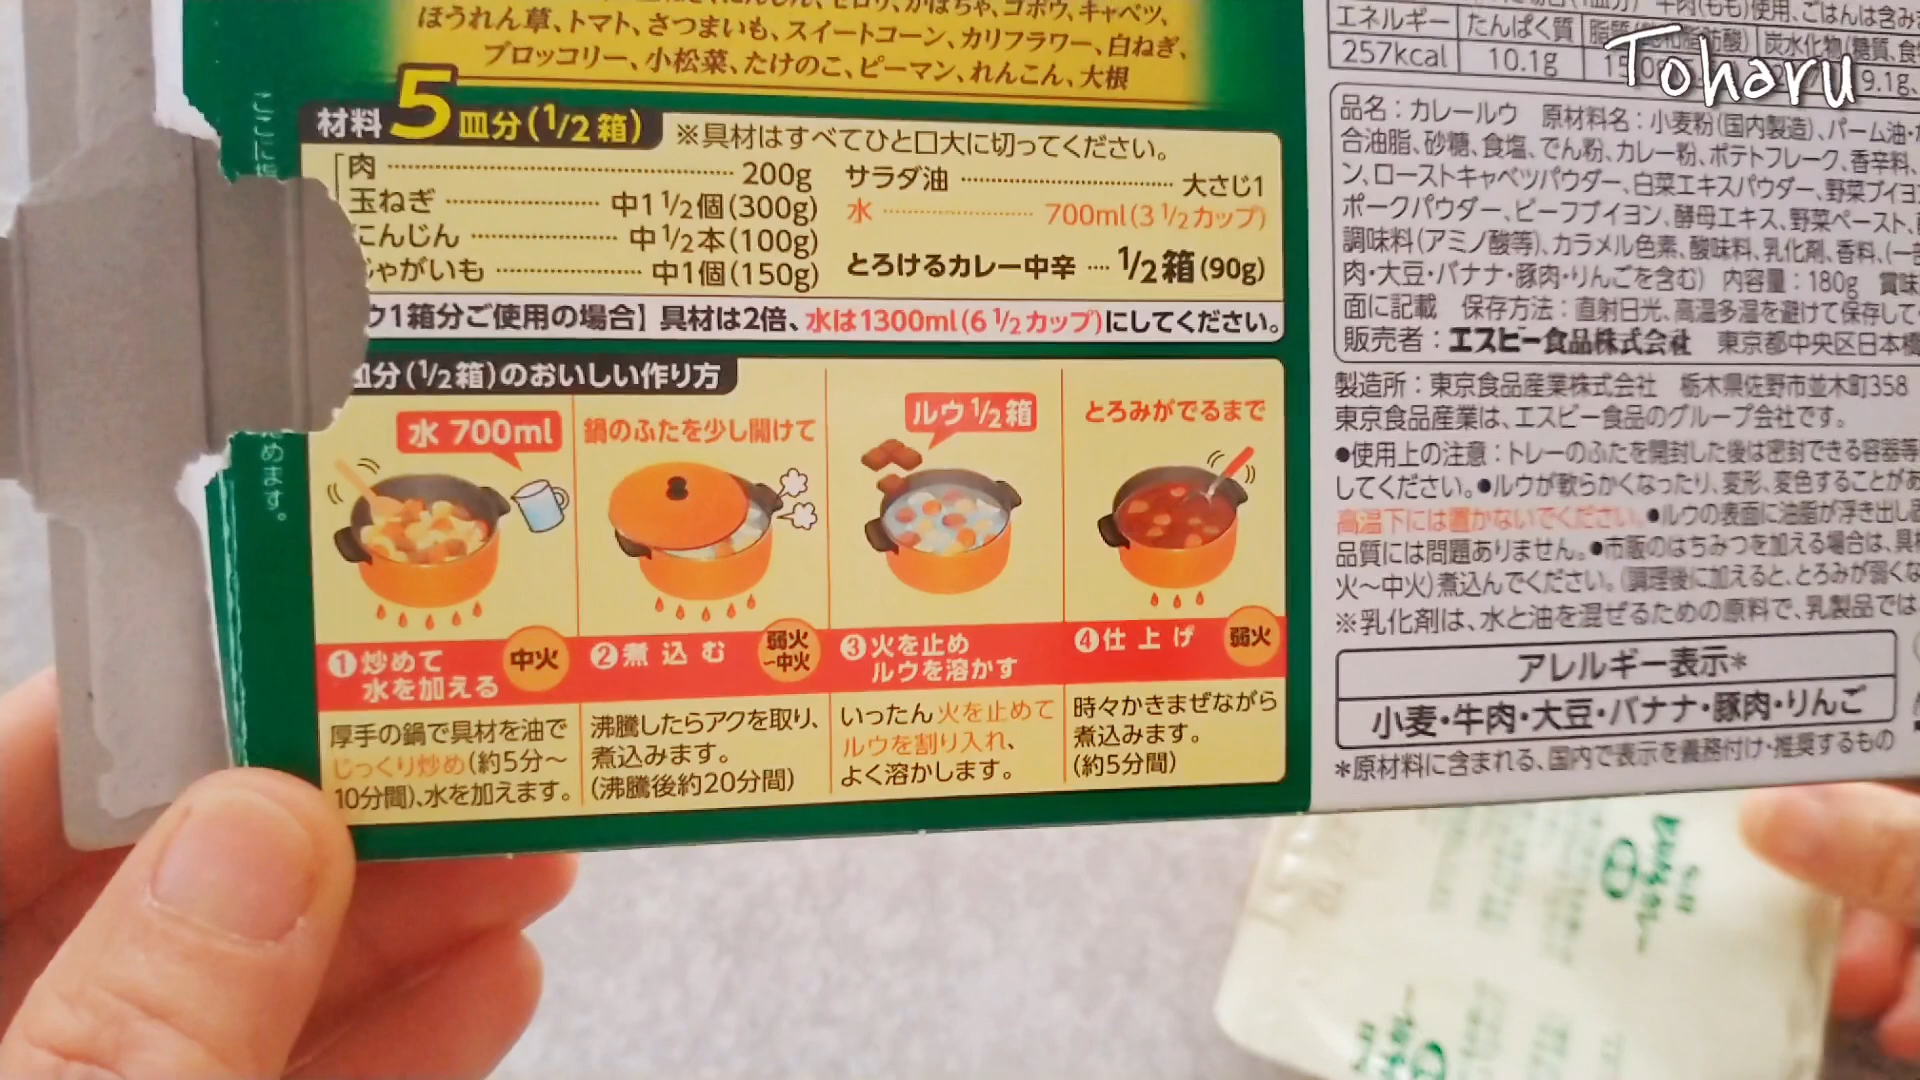 Toharu
ほうれん草、トマト、さつまいも、スイートコーン、カリフラワー、白ねぎ、
ブロッコリー、小松菜、たけのこ、ピーマン、れんこん、大根
材料5皿分(1/2箱) ※具材はすべてひと口大に切ってください。
肉 200g
玉ねぎ 中1 1/2個(300g)
にんじん 中1/2本(100g)
ゃがいも 中1個(150g)
サラダ油 大さじ1
水 700ml(3 1/2カップ)
とろけるカレー中辛 1/2箱(90g)
ウ1箱分ご使用の場合】具材は2倍、水は1300ml(6 1/2カップ)にしてください。
皿分(1/2箱)のおいしい作り方
水 700ml
❶炒めて
水を加える
中火
厚手の鍋で具材を油で
じっくり炒め(約5分〜
10分間)、水を加えます。
鍋のふたを少し開けて
❷煮込む
弱火
〜中火
沸騰したらアクを取り、
煮込みます。
(沸騰後約20分間)
ルウ1/2箱
❸火を止め
ルウを溶かす
いったん火を止めて
ルウを割り入れ、
よく溶かします。
とろみがでるまで
❹仕上げ
弱火
時々かきまぜながら
煮込みます。
(約5分間)
めます。
エネルギー たんぱく質
257kcal 10.1g
品名:カレールウ 原材料名:小麦粉(国内製造)、パーム油・
合油脂、砂糖、食塩、でん粉、カレー粉、ポテトフレーク、香辛料、
ン、ローストキャベツパウダー、白菜エキスパウダー、野菜ブイヨ
ポークパウダー、ビーフブイヨン、酵母エキス、野菜ペースト、
調味料(アミノ酸等)、カラメル色素、酸味料、乳化剤、香料、(一
肉・大豆・バナナ・豚肉・りんごを含む) 内容量:180g 賞味
面に記載 保存方法:直射日光、高温多湿を避けて保存して
販売者:エスビー食品株式会社 東京都中央区日本橋
製造所:東京食品産業株式会社 栃木県佐野市並木町358
東京食品産業は、エスビー食品のグループ会社です。
●使用上の注意:トレーのふたを開封した後は密封できる容器等
してください。●ルウが軟らかくなったり、変形、変色することがあ
高温下には置かないでください。●ルウの表面に油脂が浮き出し
品質には問題ありません。●市販のはちみつを加える場合は、具
火〜中火)煮込んでください。(調理後に加えると、とろみが弱くな
※乳化剤は、水と油を混ぜるための原料で、乳製品では
アレルギー表示*
小麦・牛肉・大豆・バナナ・豚肉・りんご
*原材料に含まれる、国内で表示を義務付け・推奨するもの